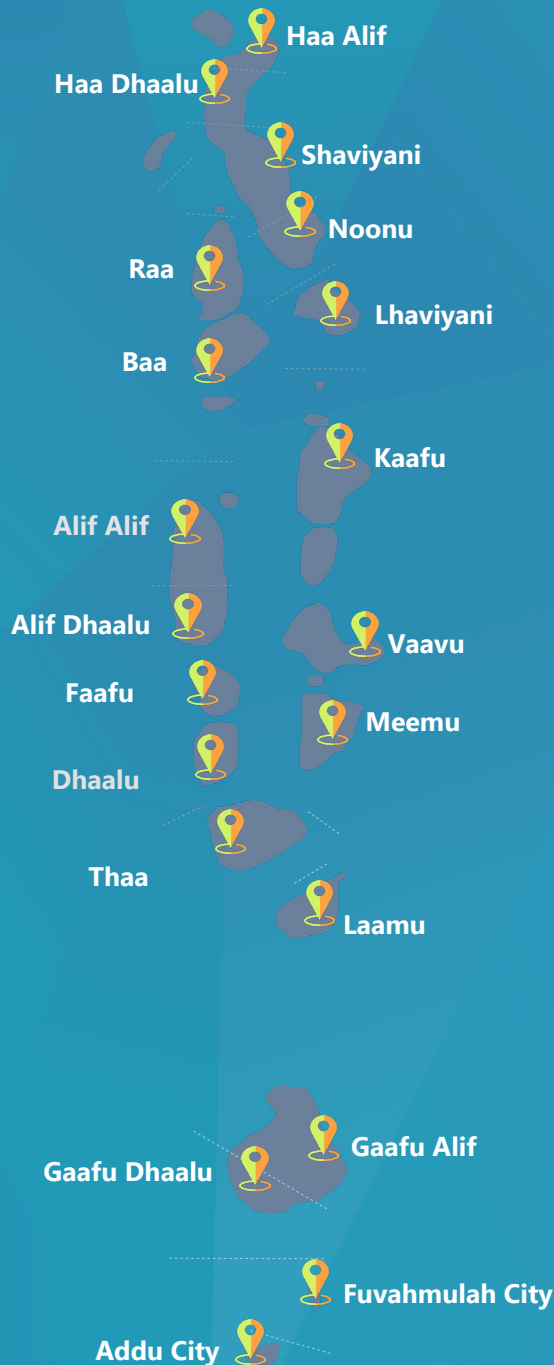 Haa Alif
Haa Dhaalu
Shaviyani
Noonu
Raa
Lhaviyani
Baa
Kaafu
Alif Alif
Alif Dhaalu
Vaavu
Faafu
Meemu
Dhaalu
Thaa
Laamu
Gaafu Alif
Gaafu Dhaalu
Fuvahmulah City
Addu City